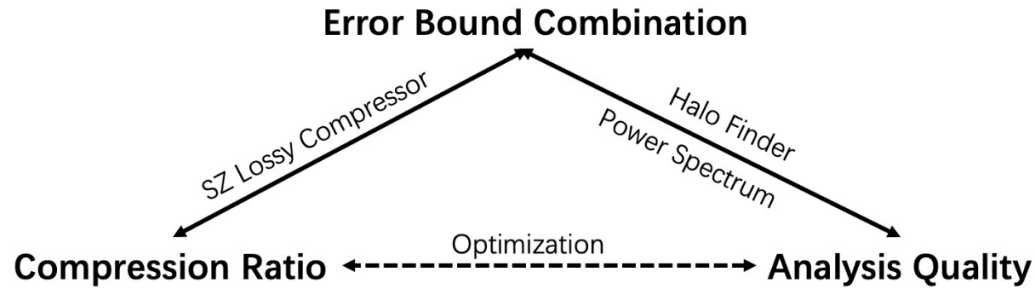 Error Bound Combination
SZ Lossy Compressor
Halo Finder
Power Spectrum
Optimization
Compression Ratio
Analysis Quality